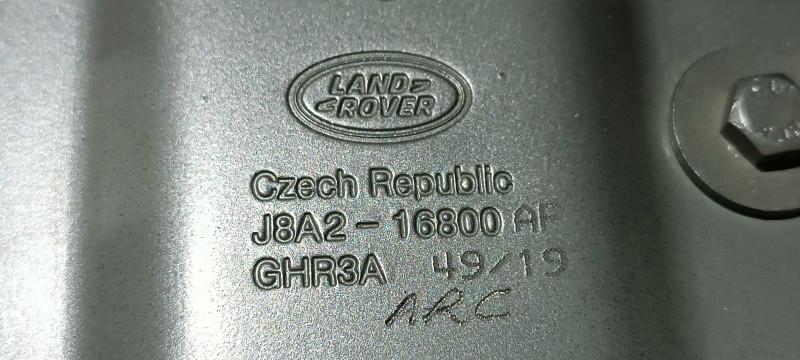 LAND
ROVER
Czech Republic
J8A2-16800 AF
GHR3A 49/19
ARC